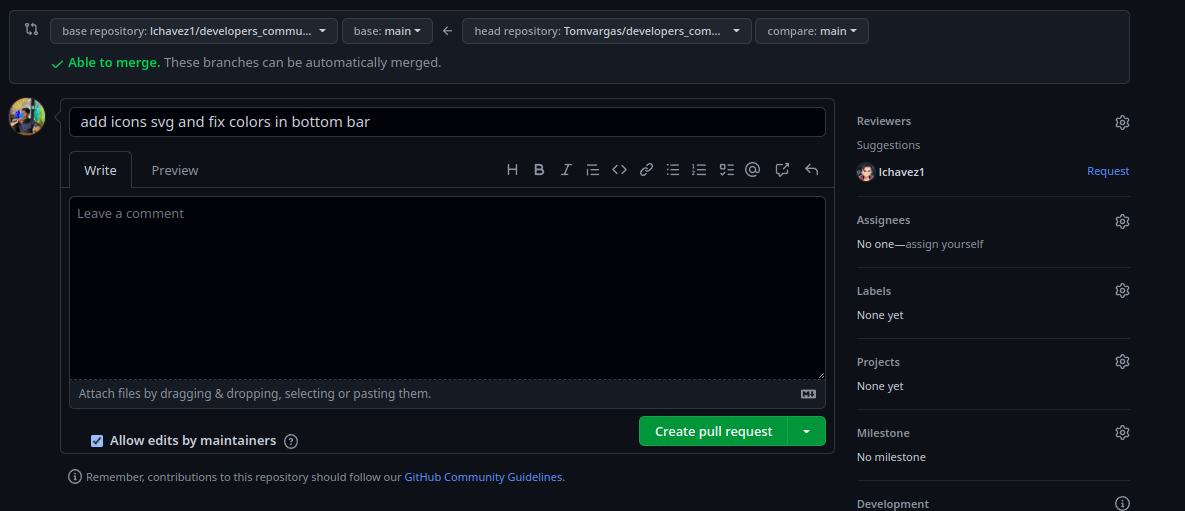 base repository: lchavez1/developers_commu... base: main ← head repository: Tomvargas/developers_com... compare: main
Able to merge. These branches can be automatically merged.
add icons svg and fix colors in bottom bar
Write Preview
Leave a comment
Attach files by dragging & dropping, selecting or pasting them.
Allow edits by maintainers
Create pull request
Remember, contributions to this repository should follow our GitHub Community Guidelines.
Reviewers
Suggestions
lchavez1 Request
Assignees
No one—assign yourself
Labels
None yet
Projects
None yet
Milestone
No milestone
Development